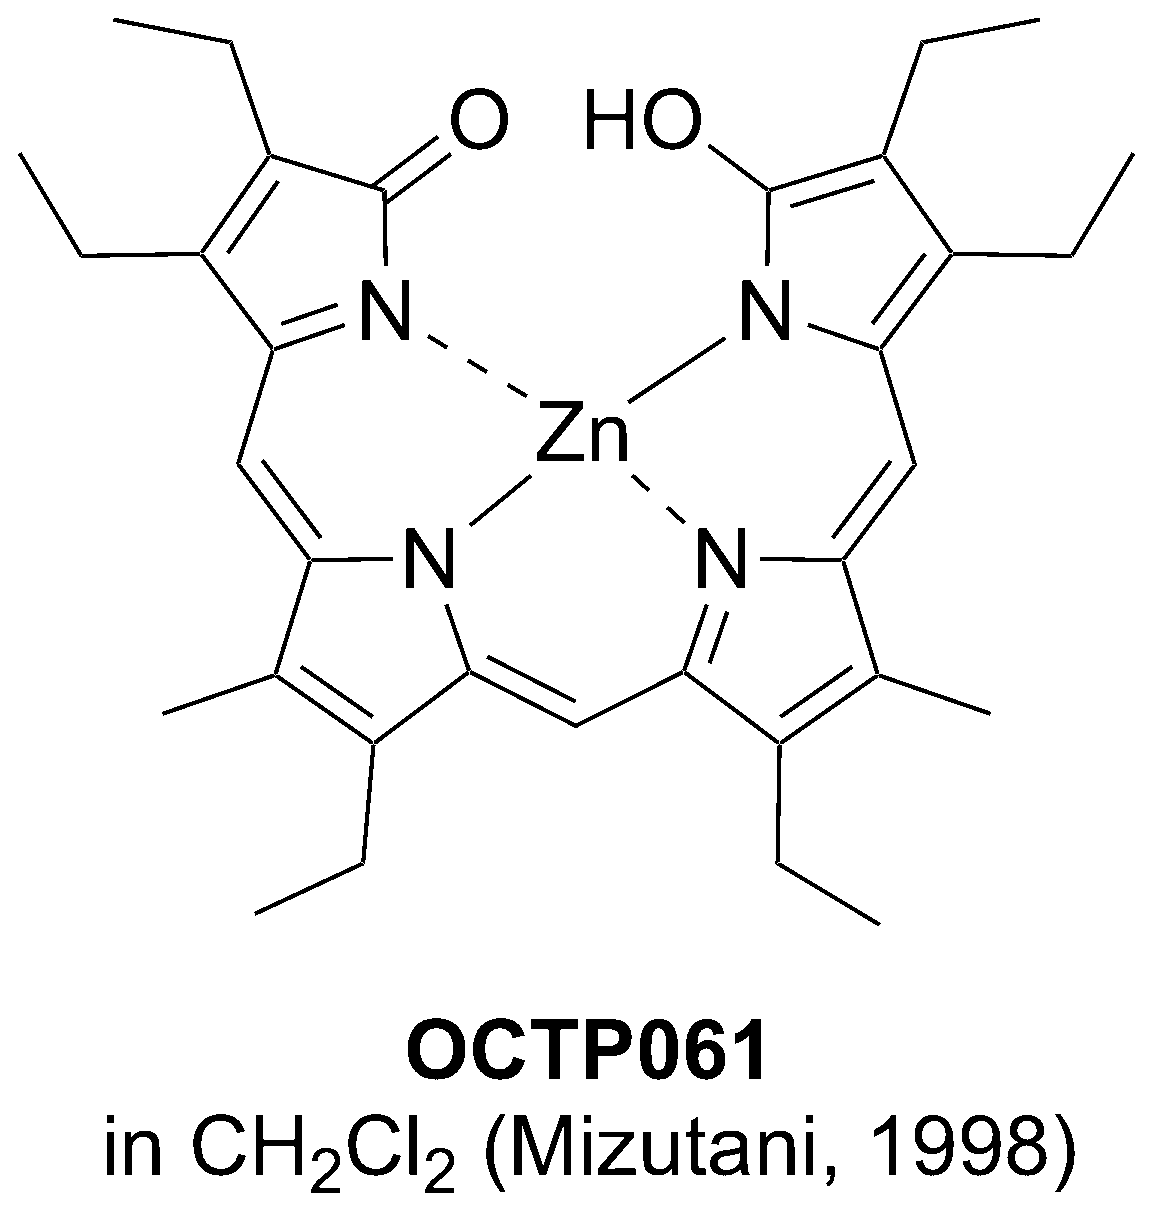 O HO
N N
Zn
N N
OCTP061
in CH₂Cl₂ (Mizutani, 1998)